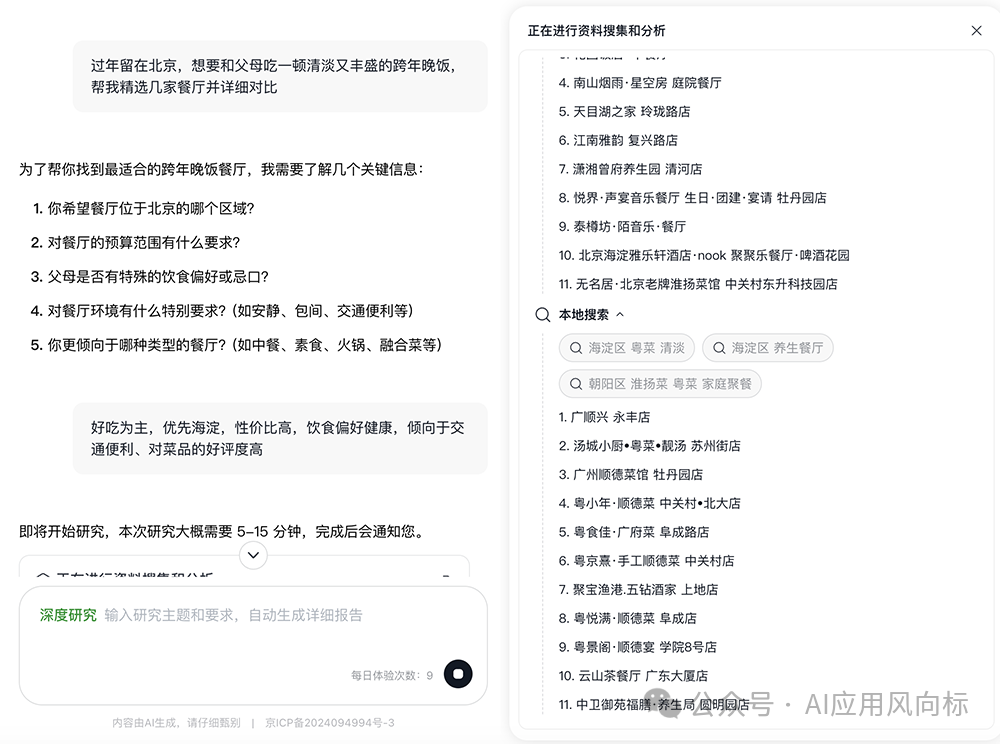 过年留在北京，想要和父母吃一顿清淡又丰盛的跨年晚饭，
帮我精选几家餐厅并详细对比
为了帮你找到最适合的跨年晚饭餐厅，我需要了解几个关键信息：
1. 你希望餐厅位于北京的哪个区域？
2. 对餐厅的预算范围有什么要求？
3. 父母是否有特殊的饮食偏好或忌口？
4. 对餐厅环境有什么特别要求？（如安静、包间、交通便利等）
5. 你更倾向于哪种类型的餐厅？（如中餐、素食、火锅、融合菜等）
好吃为主，优先海淀，性价比高，饮食偏好健康，倾向于交
通便利、对菜品的好评度高
即将开始研究，本次研究大概需要 5–15 分钟，完成后会通知您。
正在进行资料搜集和分析
深度研究 输入研究主题和要求，自动生成详细报告
每日体验次数：9
内容由AI生成，请仔细甄别 | 京ICP备2024094994号-3
正在进行资料搜集和分析
4. 南山烟雨·星空房 庭院餐厅
5. 天目湖之家 玲珑路店
6. 江南雅韵 复兴路店
7. 潇湘曾府养生园 清河店
8. 悦界·声宴音乐餐厅 生日·团建·宴请 牡丹园店
9. 泰樽坊·陌音乐·餐厅
10. 北京海淀雅乐轩酒店·nook 聚聚乐餐厅·啤酒花园
11. 无名居·北京老牌淮扬菜馆 中关村东升科技园店
本地搜索
海淀区 粤菜 清淡
海淀区 养生餐厅
朝阳区 淮扬菜 粤菜 家庭聚餐
1. 广顺兴 永丰店
2. 汤城小厨•粤菜•靓汤 苏州街店
3. 广州顺德菜馆 牡丹园店
4. 粤小年·顺德菜 中关村•北大店
5. 粤食佳·广府菜 阜成路店
6. 粤京熹·手工顺德菜 中关村店
7. 聚宝渔港.五钻酒家 上地店
8. 粤悦满·顺德菜 阜成店
9. 粤景阁·顺德宴 学院8号店
10. 云山茶餐厅 广东大厦店
11. 中卫御苑福膳·养生局 圆明园店
公众号 · AI应用风向标